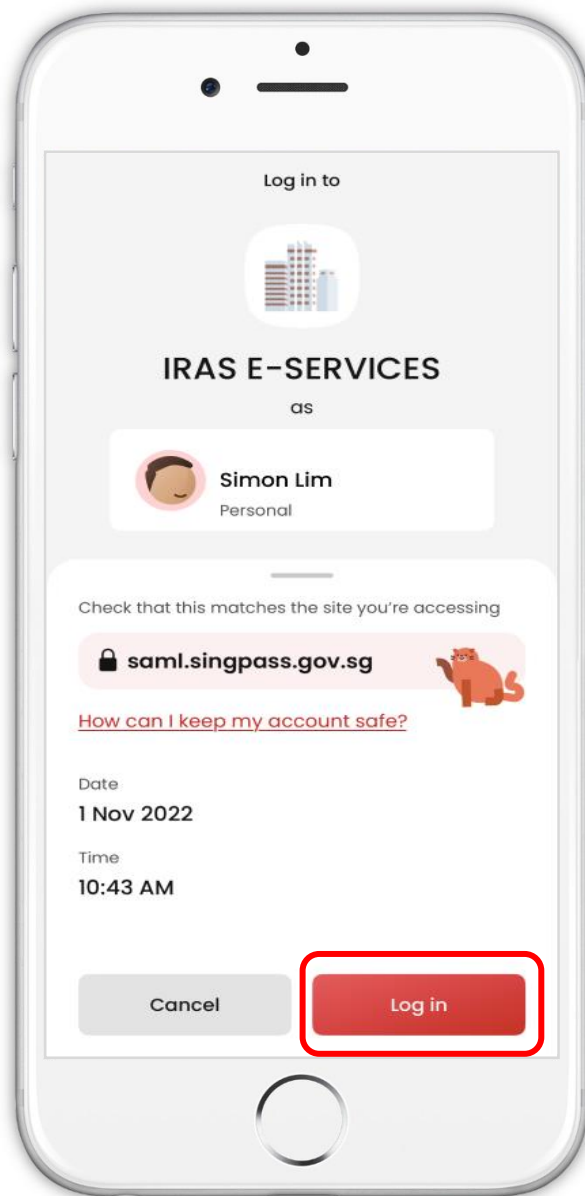 Log in to
IRAS E-SERVICES
as
Simon Lim
Personal
Check that this matches the site you're accessing
saml.singpass.gov.sg
How can I keep my account safe?
Date
1 Nov 2022
Time
10:43 AM
Cancel
Log in